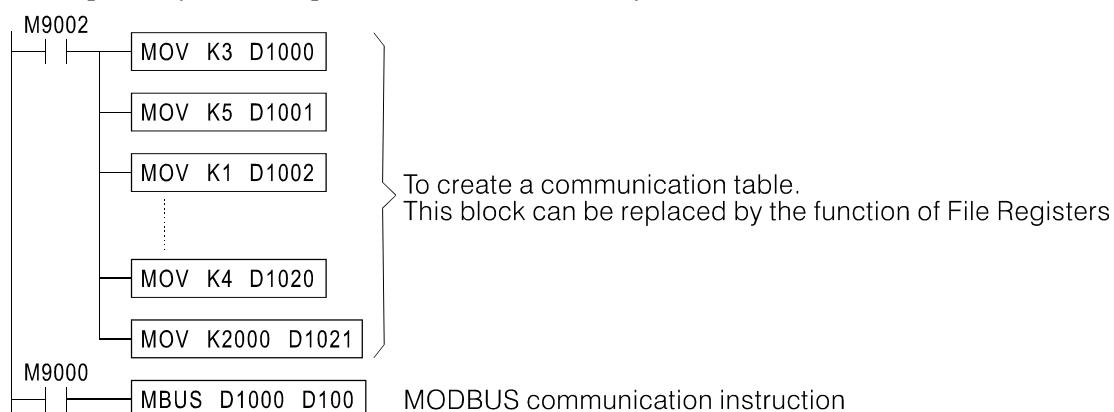 M9002
MOV K3 D1000
MOV K5 D1001
MOV K1 D1002
To create a communication table.
This block can be replaced by the function of File Registers
MOV K4 D1020
MOV K2000 D1021
M9000
MBUS D1000 D100 MODBUS communication instruction